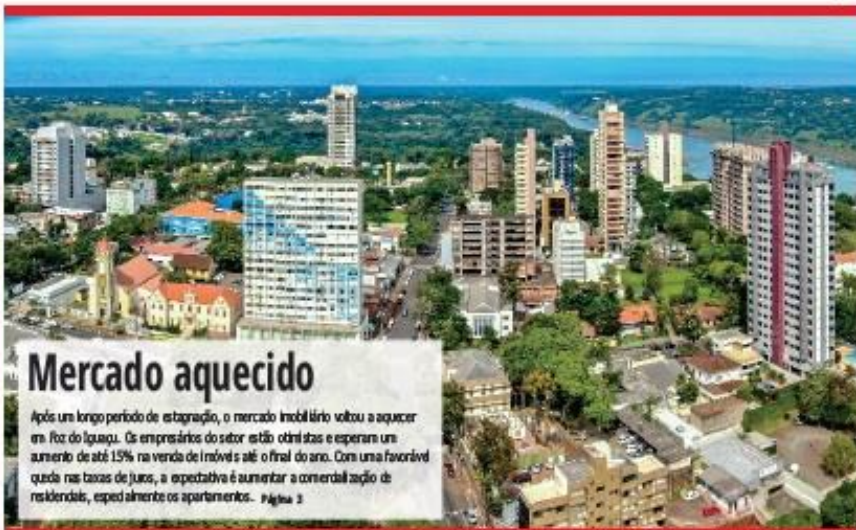 Mercado aquecido
Após um longo período de estagnação, o mercado imobiliário voltou a aquecer
em Foz do Iguaçu. Os empresários do setor estão otimistas e esperam um
aumento de até 15% na venda de imóveis até o final do ano. Com uma favorável
queda nas taxas de juros, a expectativa é aumentar a comercialização de
residenciais, especialmente os apartamentos. Página 3